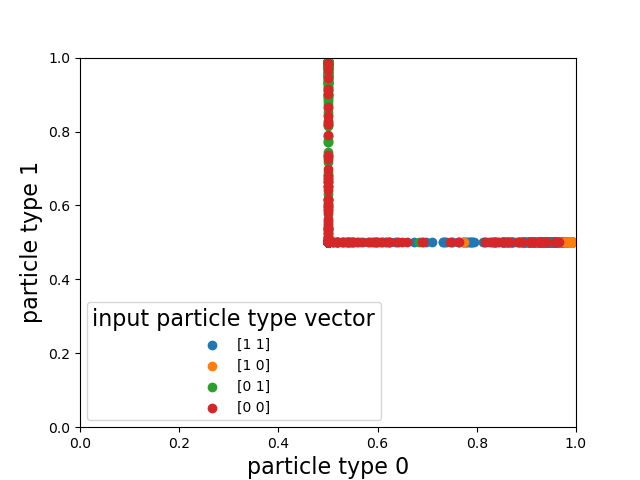 1.0
0.8
0.6
0.4
0.2
0.0
particle type 1
input particle type vector
[1 1]
[1 0]
[0 1]
[0 0]
0.0 0.2 0.4 0.6 0.8 1.0
particle type 0